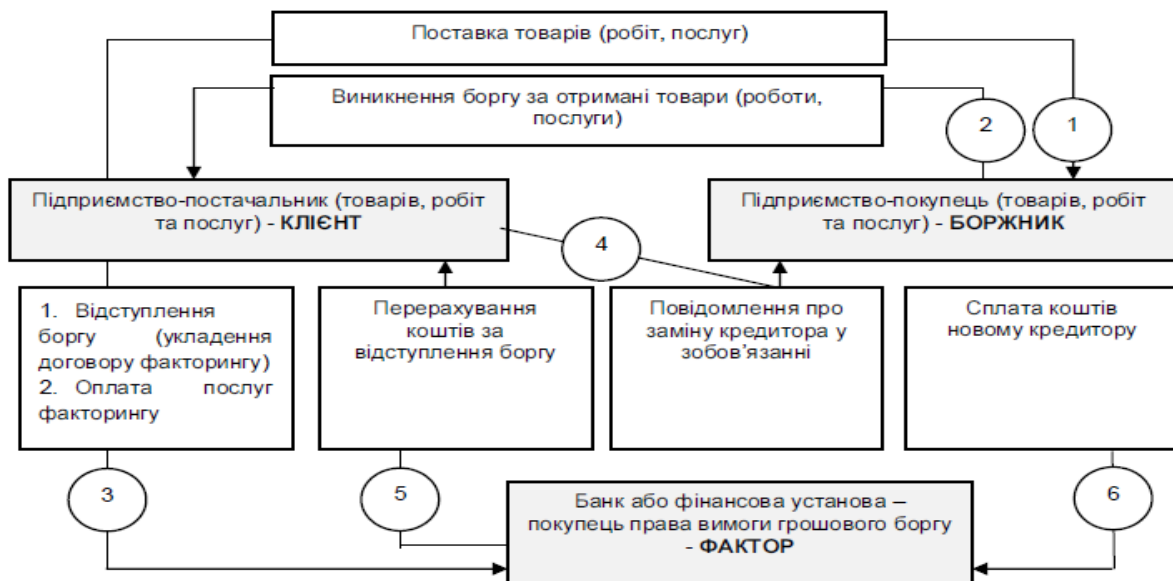 Поставка товарів (робіт, послуг)
Виникнення боргу за отримані товари (роботи,
послуги)
2
1
Підприємство-постачальник (товарів, робіт
та послуг) - КЛІЄНТ
Підприємство-покупець (товарів, робіт
та послуг) - БОРЖНИК
4
1. Відступлення
боргу (укладення
договору факторингу)
2. Оплата послуг
факторингу
Перерахування
коштів за
відступлення боргу
Повідомлення про
заміну кредитора у
зобов'язанні
Сплата коштів
новому кредитору
3
5
6
Банк або фінансова установа –
покупець права вимоги грошового боргу
- ФАКТОР